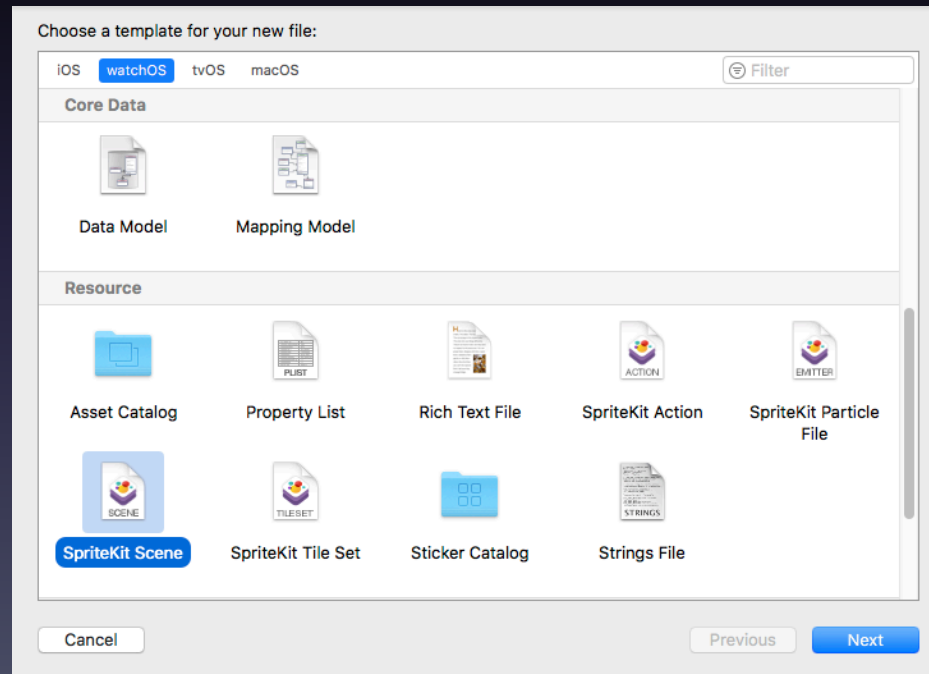 Choose a template for your new file:
iOS watchOS tvOS macOS Filter
Core Data
Data Model Mapping Model
Resource
PLIST ACTION EMITTER
Asset Catalog Property List Rich Text File SpriteKit Action SpriteKit Particle
File
SCENE TILESET STRINGS
SpriteKit Scene SpriteKit Tile Set Sticker Catalog Strings File
Cancel Previous Next